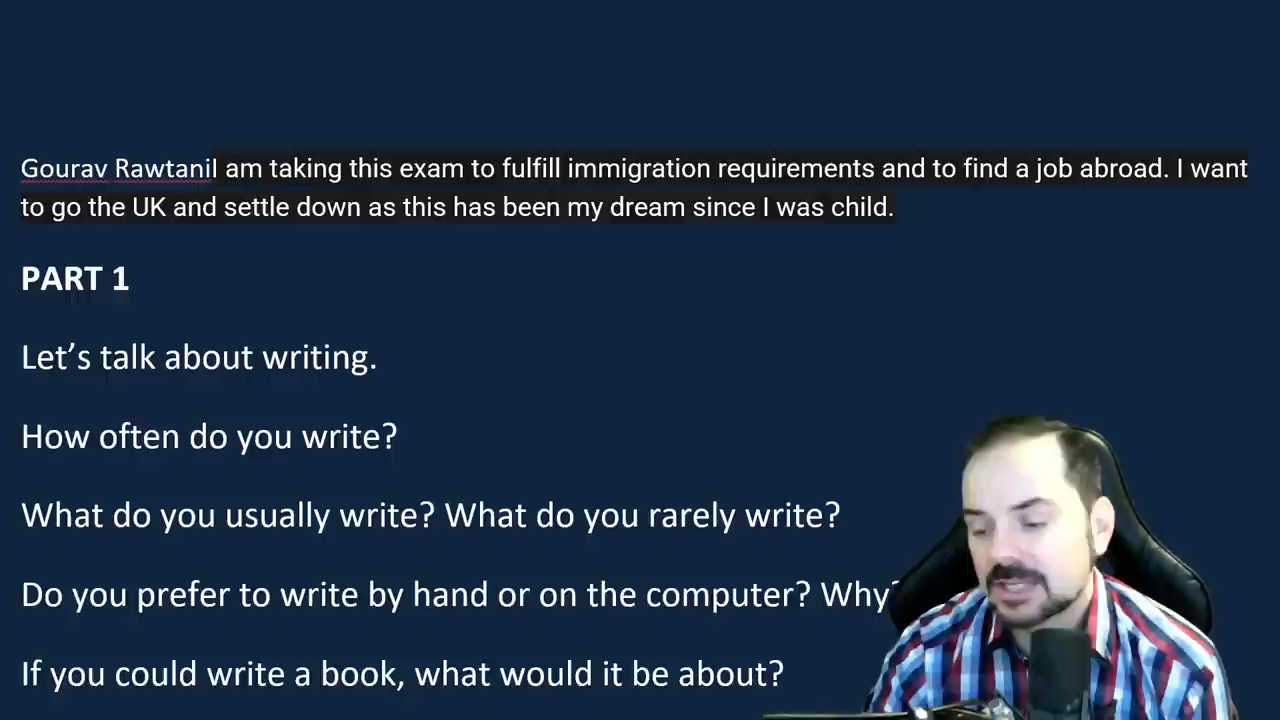 Gourav RawtaniI am taking this exam to fulfill immigration requirements and to find a job abroad. I want
to go the UK and settle down as this has been my dream since I was child.
PART 1
Let’s talk about writing.
How often do you write?
What do you usually write? What do you rarely write?
Do you prefer to write by hand or on the computer? Why?
If you could write a book, what would it be about?